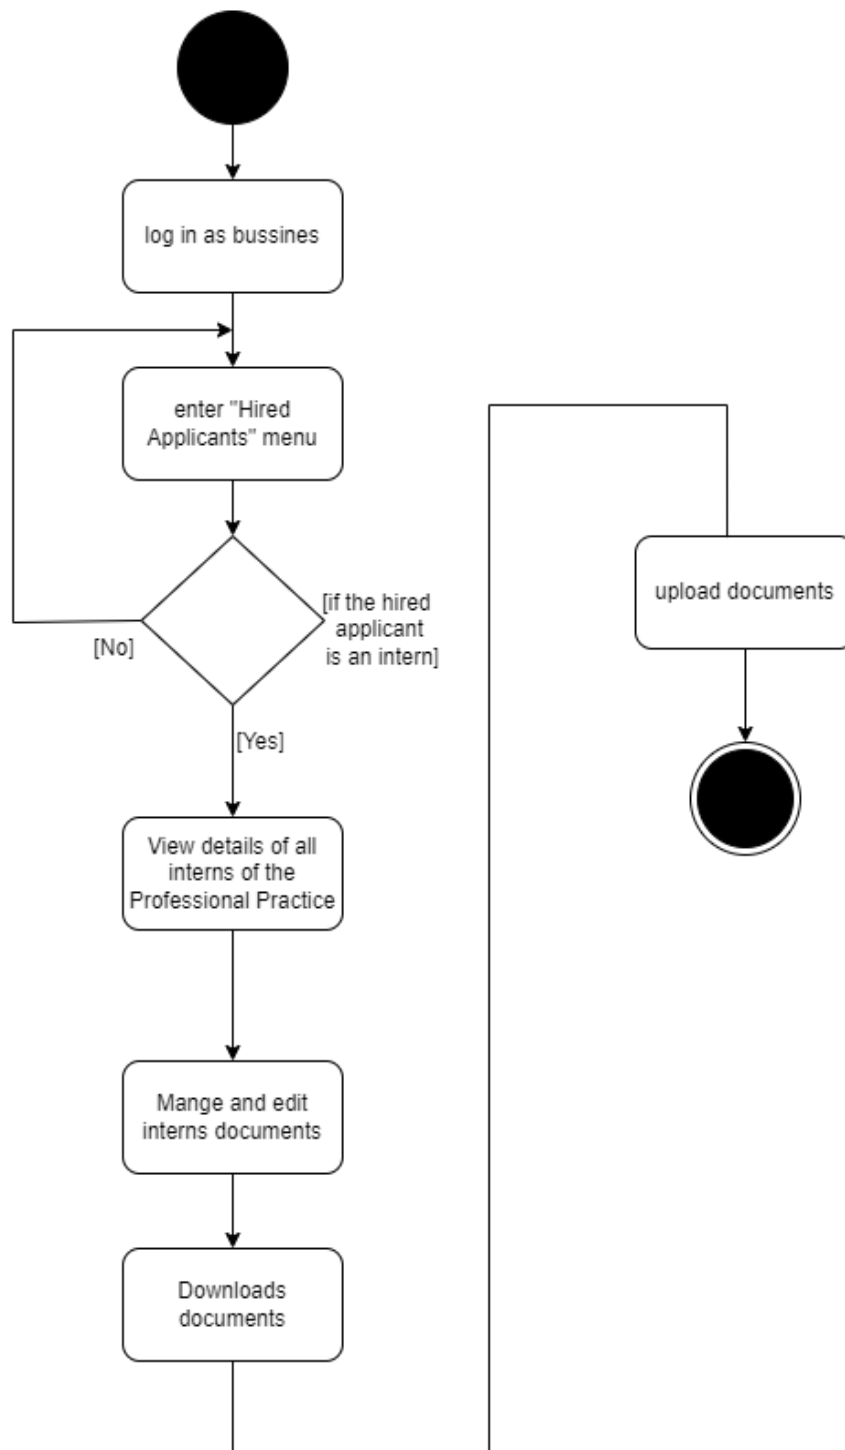 log in as bussines
enter "Hired
Applicants" menu
[if the hired
applicant
is an intern]
[No]
[Yes]
View details of all
interns of the
Professional Practice
Mange and edit
interns documents
Downloads
documents
upload documents